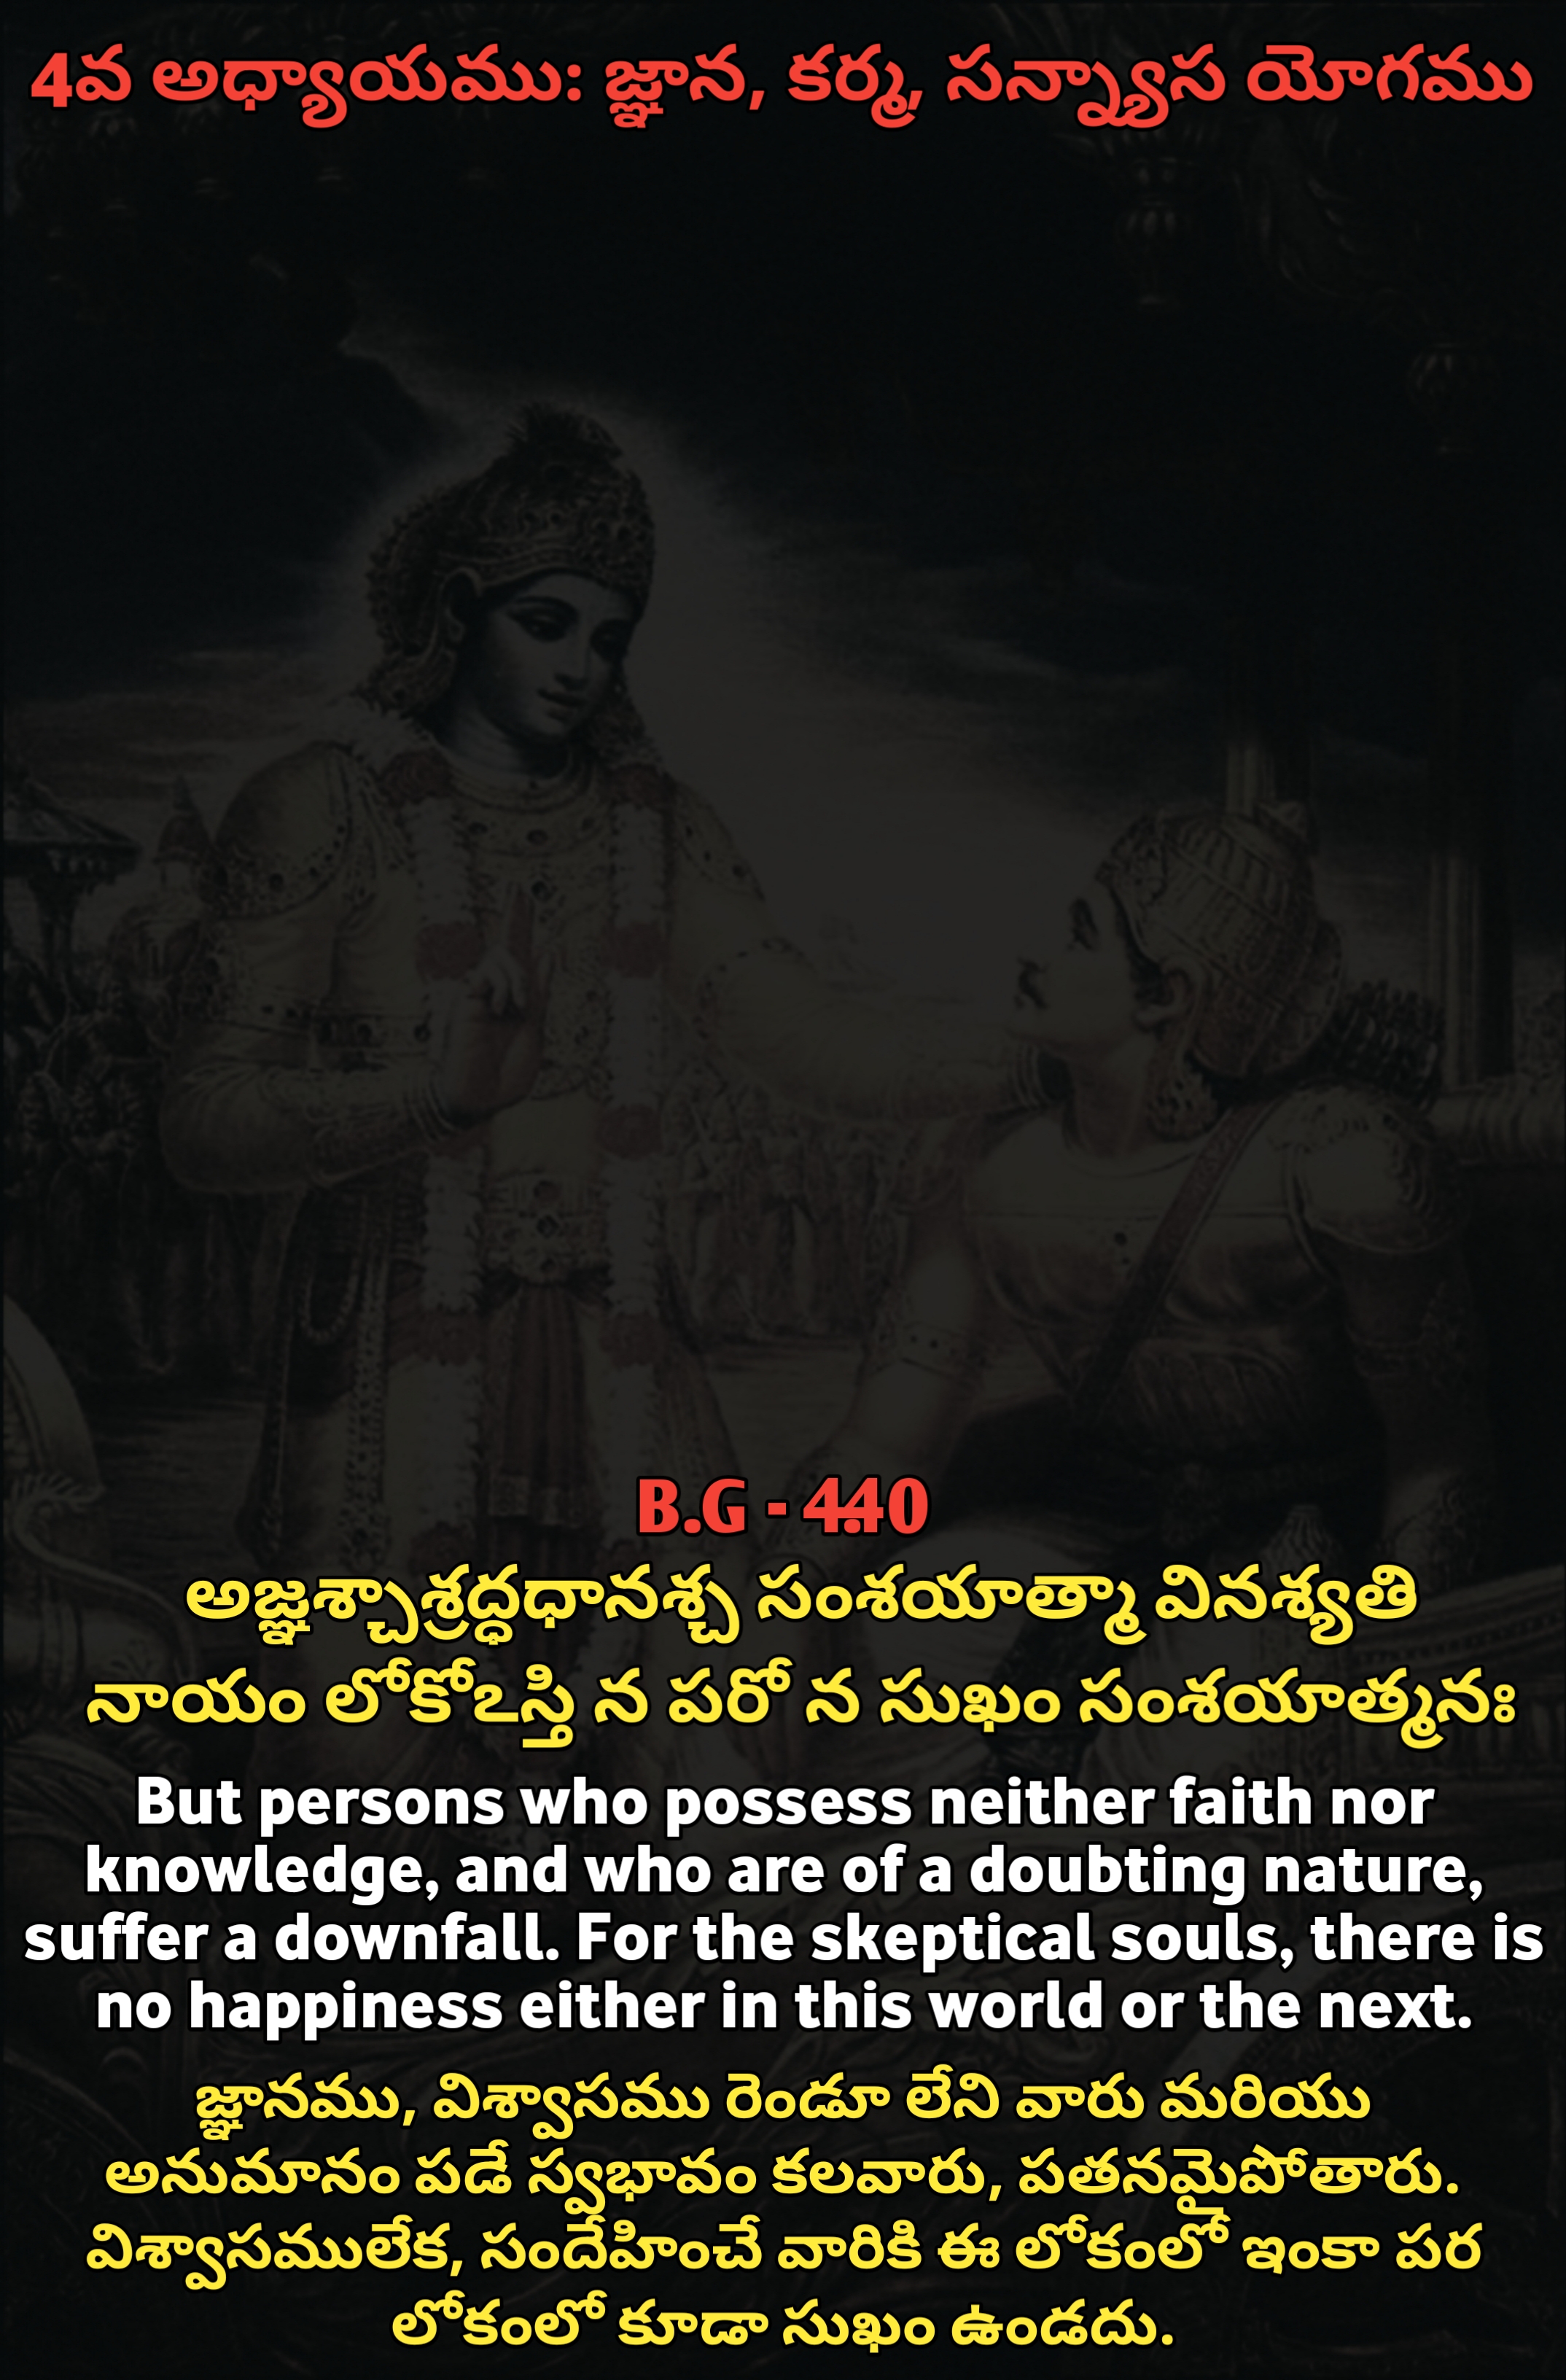 4వ అధ్యాయము: జ్ఞాన, కర్మ, సన్న్యాస యోగము
B.G - 4.40
అజ్ఞశ్చాశ్రద్ధధానశ్చ సంశయాత్మా వినశ్యతి
నాయం లోకోఽస్తి న పరో న సుఖం సంశయాత్మనః
But persons who possess neither faith nor
knowledge, and who are of a doubting nature,
suffer a downfall. For the skeptical souls, there is
no happiness either in this world or the next.
జ్ఞానము, విశ్వాసము రెండూ లేని వారు మరియు
అనుమానం పడే స్వభావం కలవారు, పతనమైపోతారు.
విశ్వాసములేక, సందేహించే వారికి ఈ లోకంలో ఇంకా పర
లోకంలో కూడా సుఖం ఉండదు.